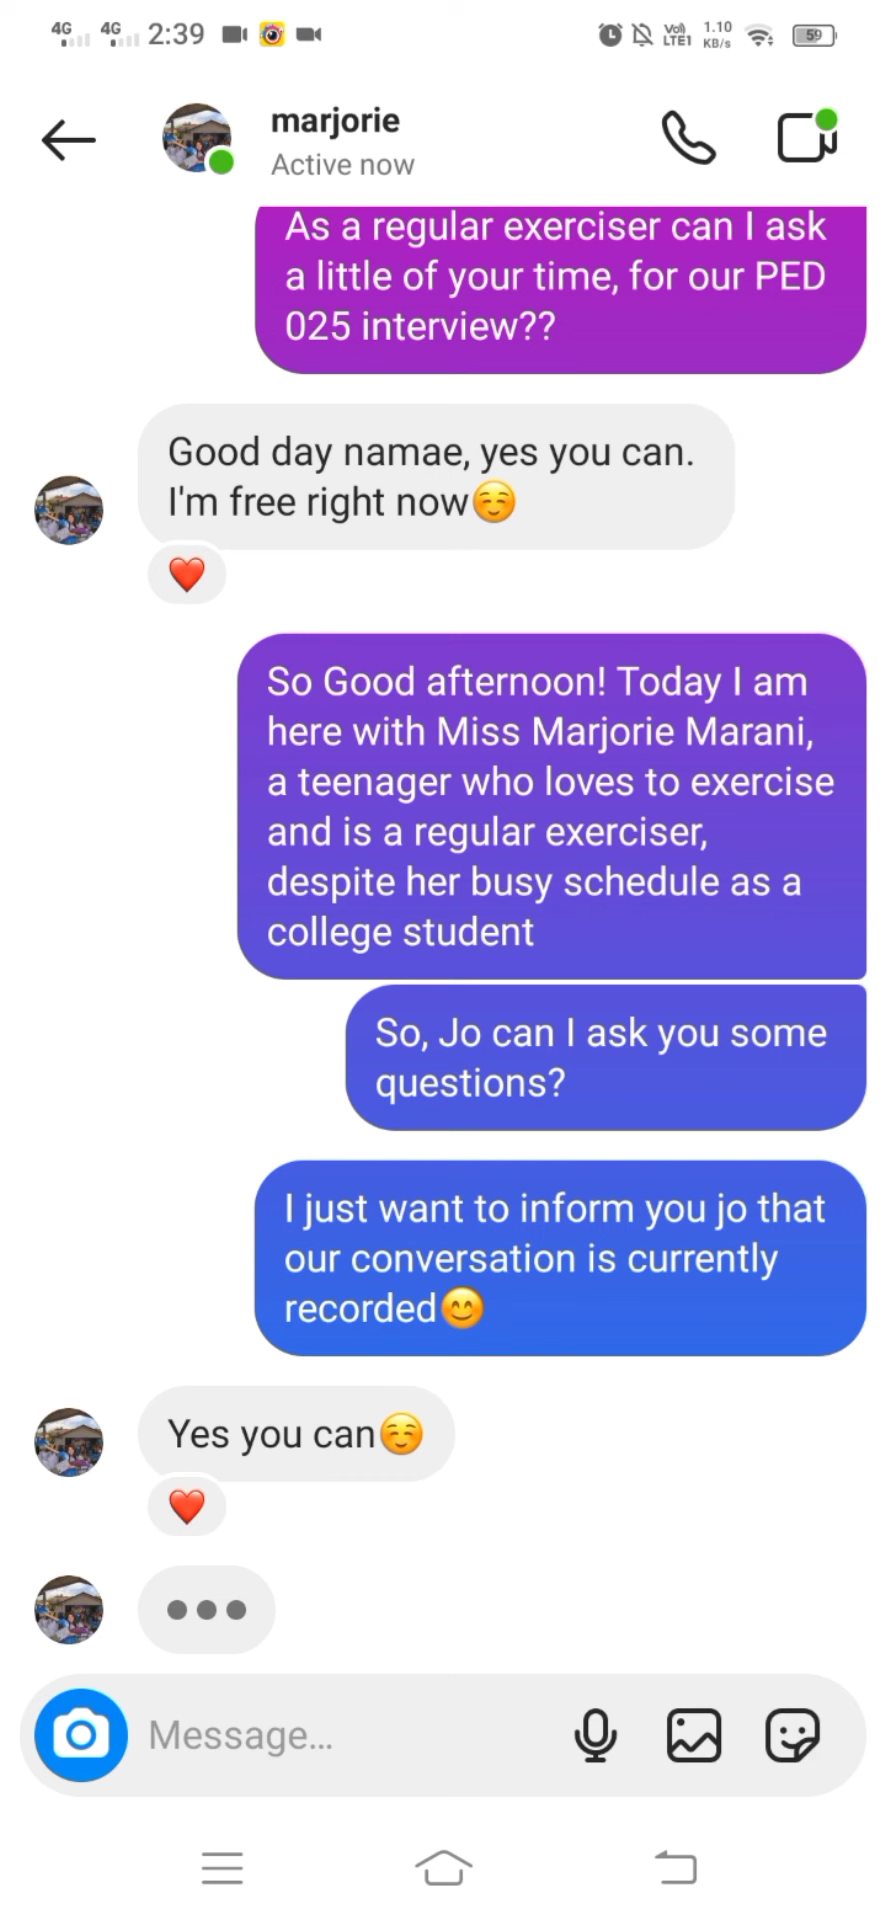 4G 4G 2:39 Vo)) LTE1 1.10 KB/s 59
marjorie
Active now
As a regular exerciser can I ask
a little of your time, for our PED
025 interview??
Good day namae, yes you can.
I'm free right now☺️
❤️
So Good afternoon! Today I am
here with Miss Marjorie Marani,
a teenager who loves to exercise
and is a regular exerciser,
despite her busy schedule as a
college student
So, Jo can I ask you some
questions?
I just want to inform you jo that
our conversation is currently
recorded😊
Yes you can☺️
❤️
Message...